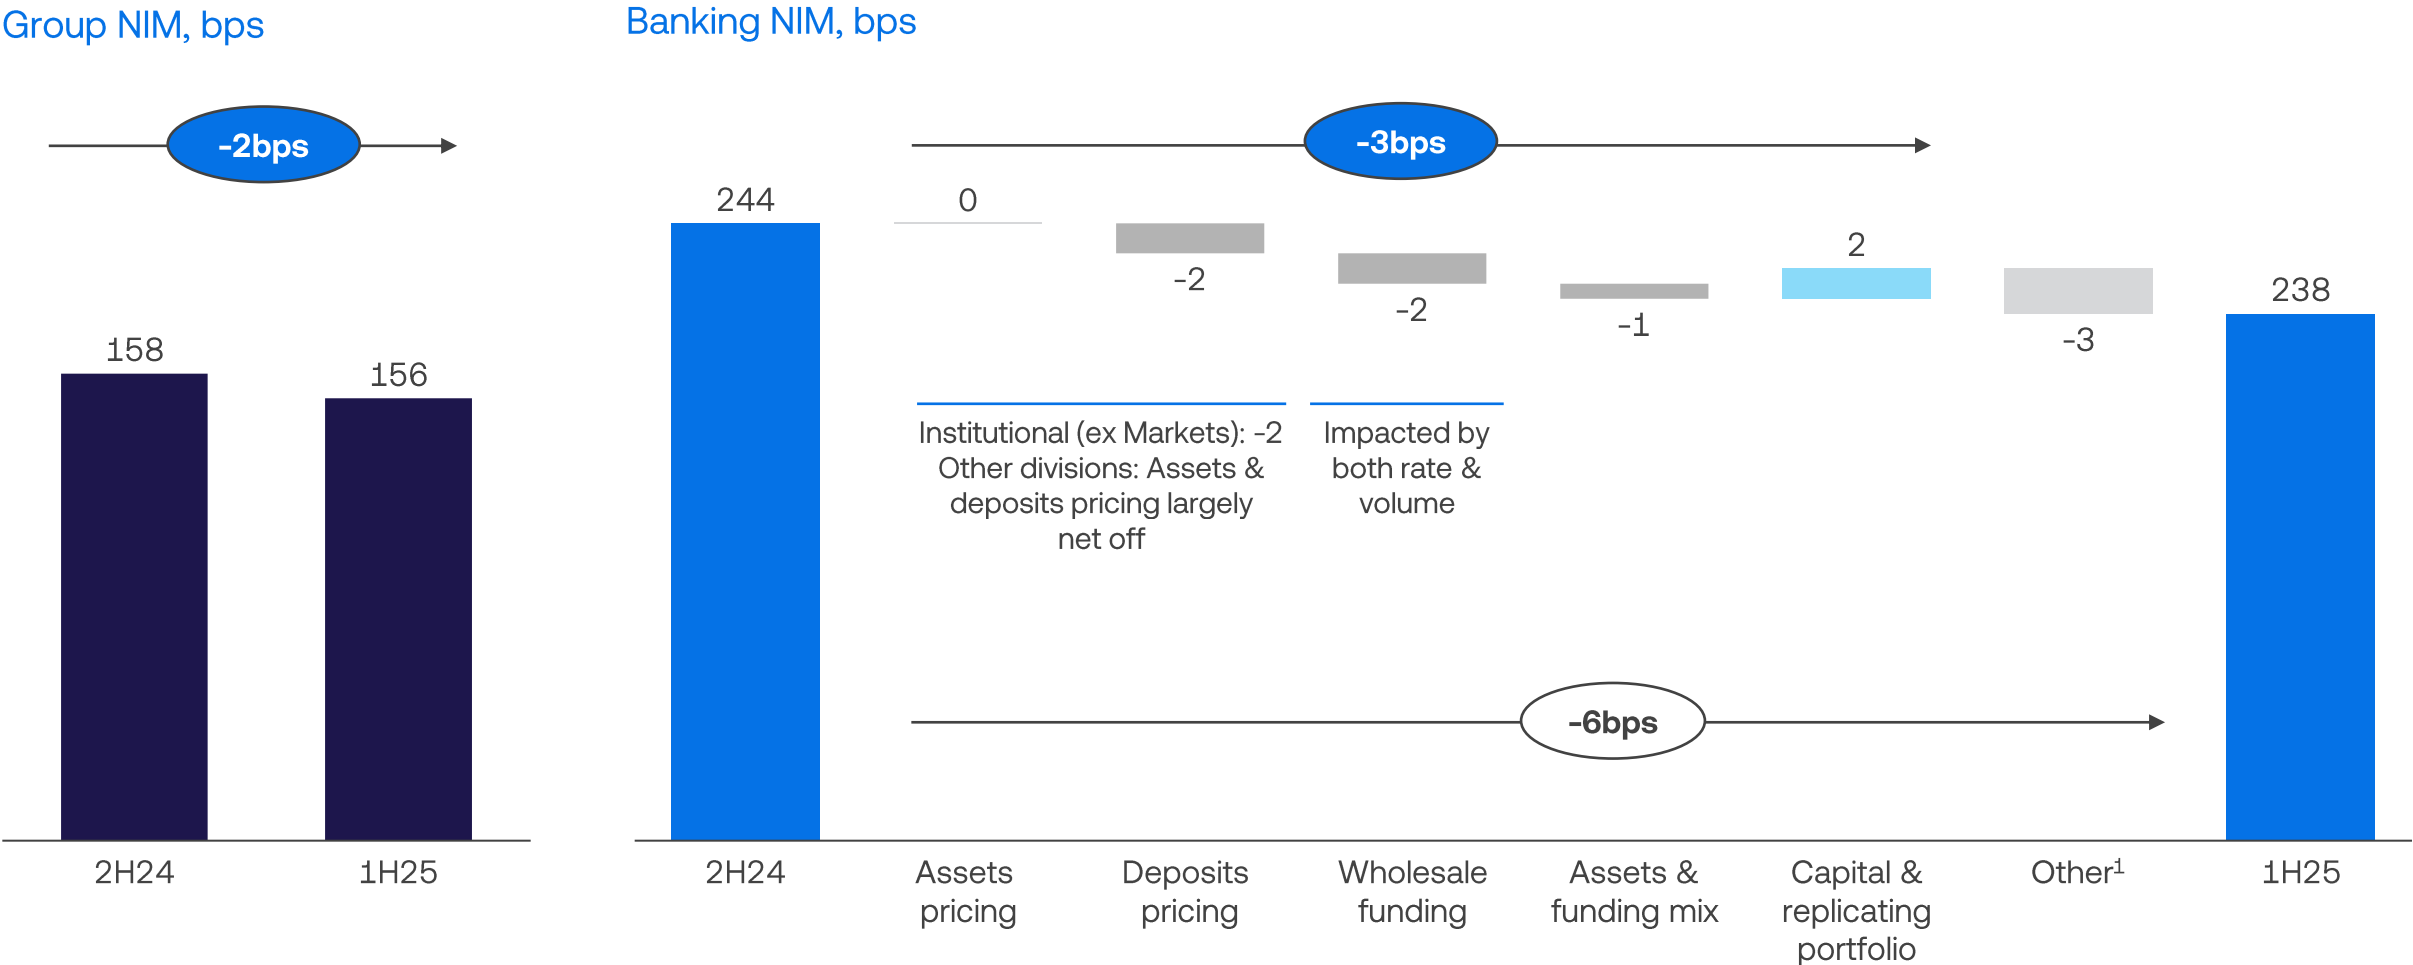 Group NIM, bps
-2bps
158
156
2H24
1H25
Banking NIM, bps
-3bps
244
0
-2
-2
-1
2
-3
238
Institutional (ex Markets): -2
Other divisions: Assets &
deposits pricing largely
net off
Impacted by
both rate &
volume
-6bps
2H24
Assets
pricing
Deposits
pricing
Wholesale
funding
Assets &
funding mix
Capital &
replicating
portfolio
Other¹
1H25